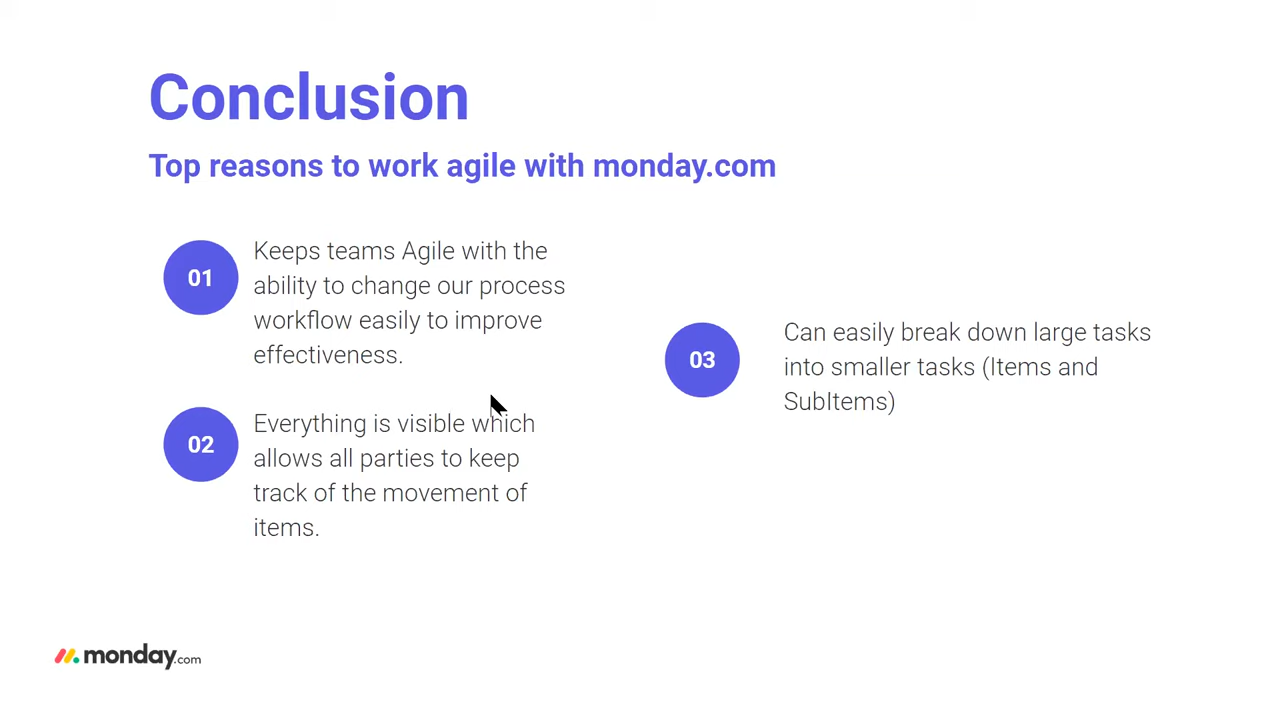 Conclusion
Top reasons to work agile with monday.com
01
Keeps teams Agile with the
ability to change our process
workflow easily to improve
effectiveness.
02
Everything is visible which
allows all parties to keep
track of the movement of
items.
03
Can easily break down large tasks
into smaller tasks (Items and
SubItems)
monday.com